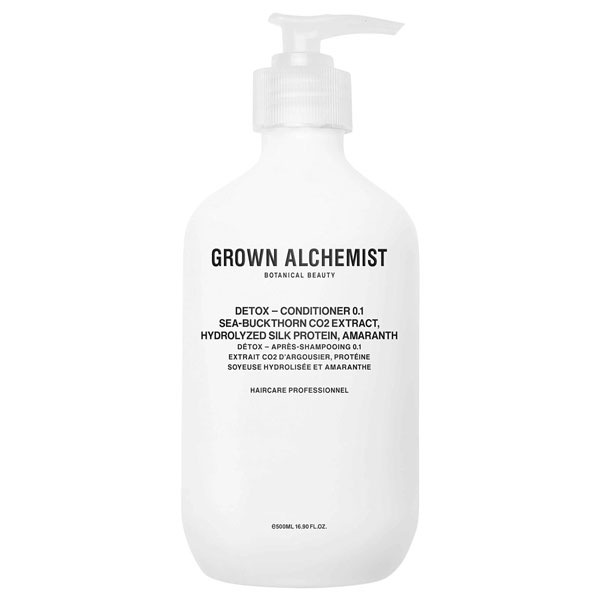 GROWN ALCHEMIST
BOTANICAL BEAUTY
DETOX – CONDITIONER 0.1
SEA-BUCKTHORN CO2 EXTRACT,
HYDROLYZED SILK PROTEIN, AMARANTH
DÉTOX – APRÈS-SHAMPOOING 0.1
EXTRAIT CO2 D'ARGOUSIER, PROTÉINE
SOYEUSE HYDROLISÉE ET AMARANTHE
HAIRCARE PROFESSIONNEL
℮500ML 16.90 FL.OZ.